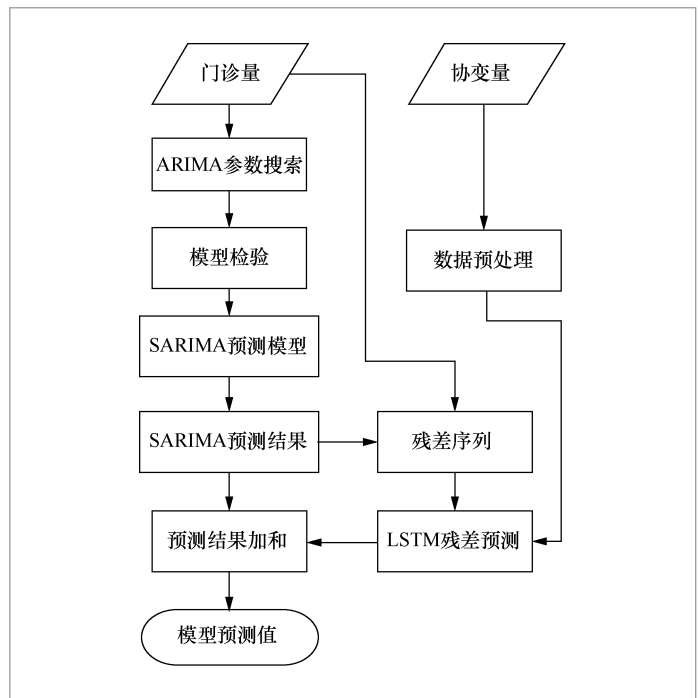 门诊量
协变量
ARIMA参数搜索
模型检验
数据预处理
SARIMA预测模型
SARIMA预测结果
残差序列
预测结果加和
LSTM残差预测
模型预测值